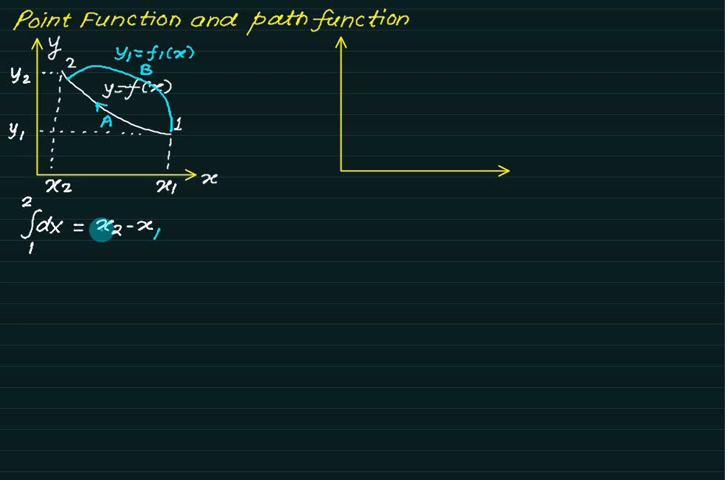 Point Function and path function
y
2
y₁ = f₁(x)
B
y₂
y = f(x)
A
1
y₁
x₂
x₁
x
2
∫dx = x₂ - x₁
1